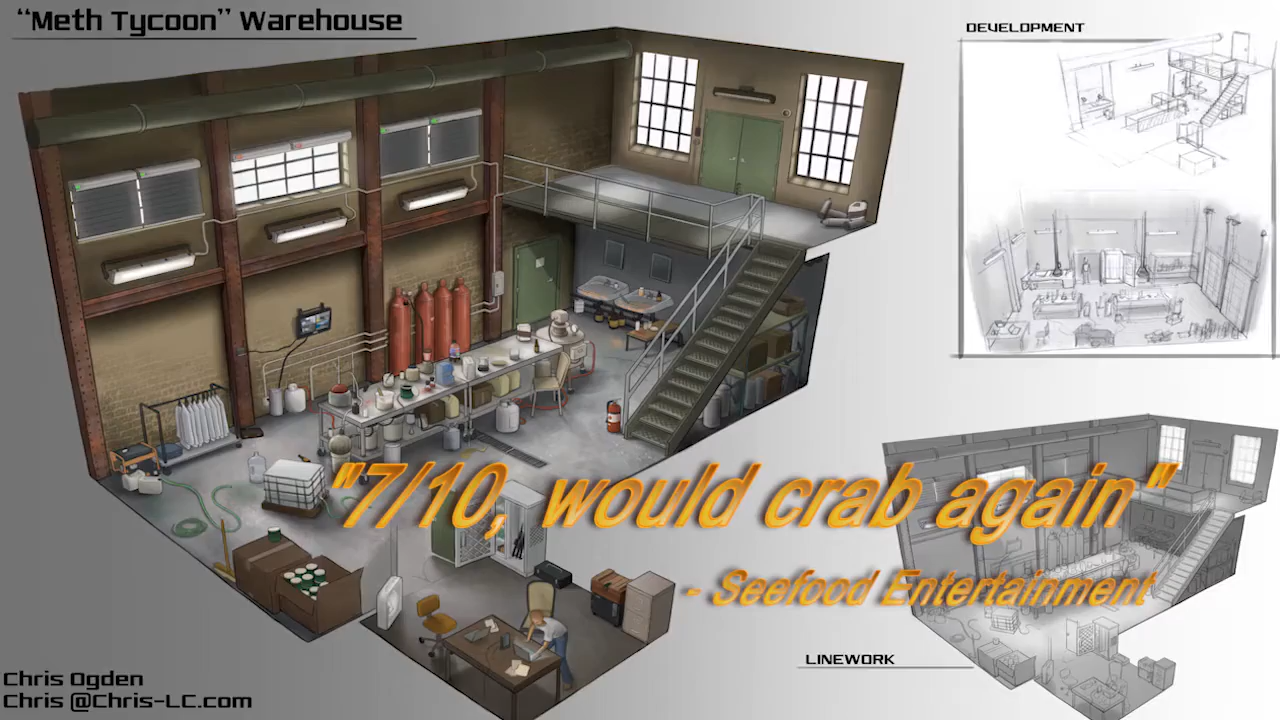 "Meth Tycoon" Warehouse
DEVELOPMENT
"7/10, would crab again"
- Seefood Entertainment
LINEWORK
Chris Ogden
Chris @Chris-LC.com